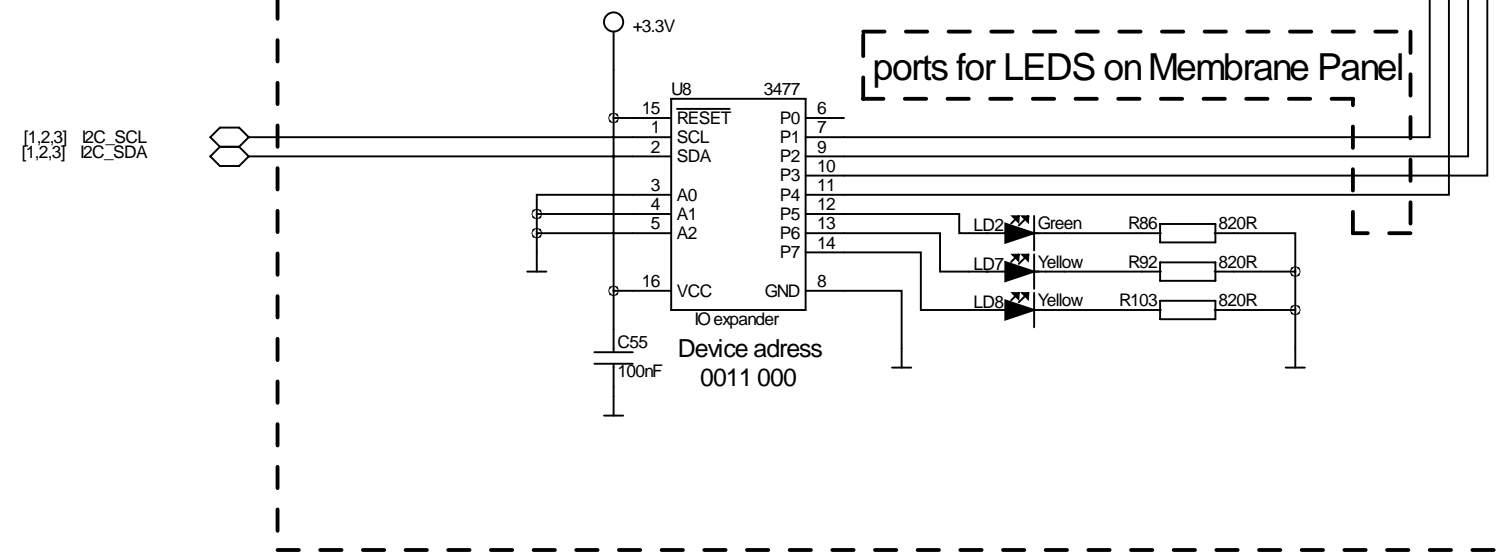 +3.3V
ports for LEDS on Membrane Panel
U8 3477
15 RESET P0 6
[1,2,3] I2C_SCL 1 SCL P1 7
[1,2,3] I2C_SDA 2 SDA P2 9
P3 10
3 A0 P4 11
4 A1 P5 12
5 A2 P6 13
P7 14
LD2 Green R86 820R
LD7 Yellow R92 820R
16 VCC GND 8
LD8 Yellow R103 820R
IO expander
C55
100nF
Device adress
0011 000